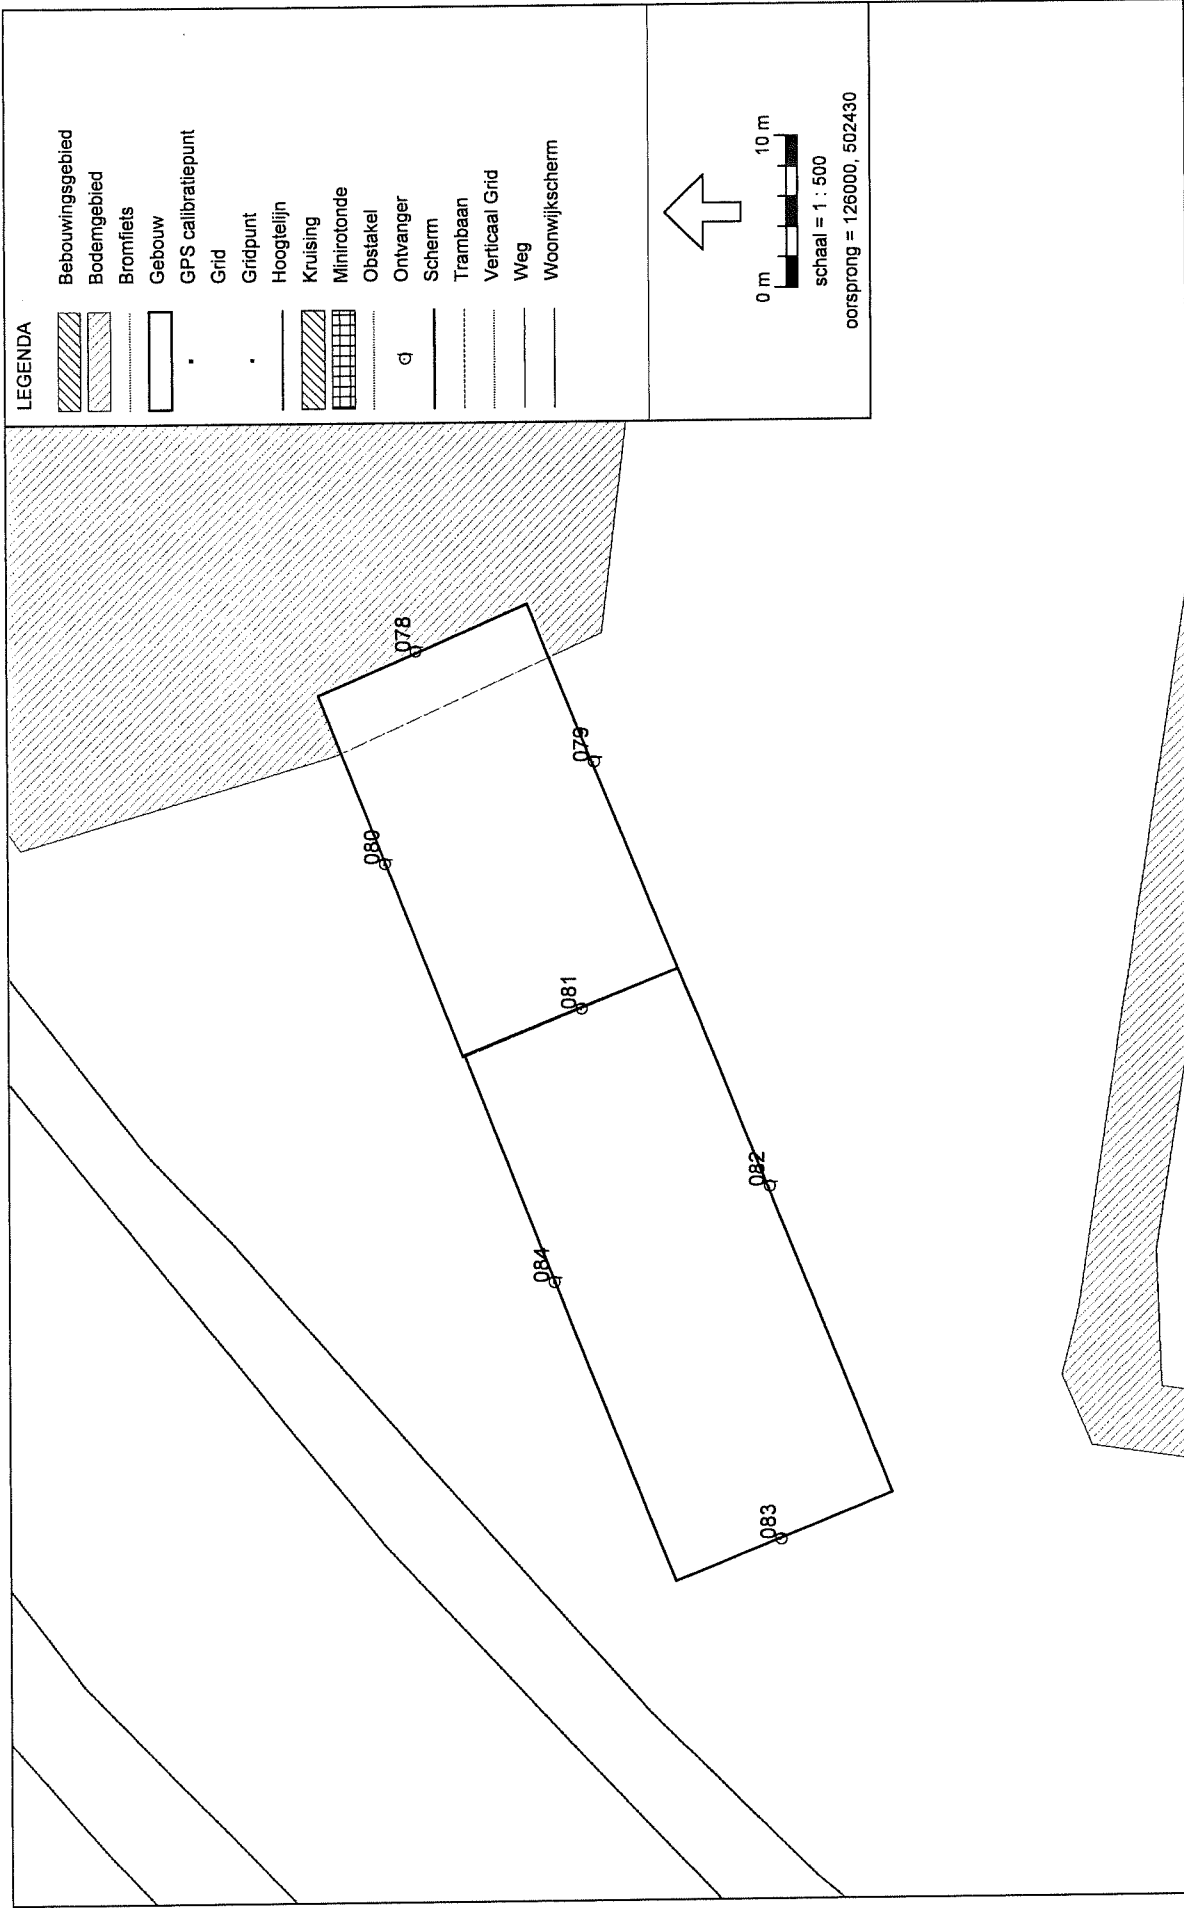 LEGENDA
Bebouwingsgebied
Bodemgebied
Bromfiets
Gebouw
GPS calibratiepunt
Grid
Gridpunt
Hoogtelijn
Kruising
Minirotonde
Obstakel
Ontvanger
Scherm
Trambaan
Verticaal Grid
Weg
Woonwijkscherm
0 m 10 m
schaal = 1 : 500
oorsprong = 126000, 502430
078
079
080
081
082
084
083